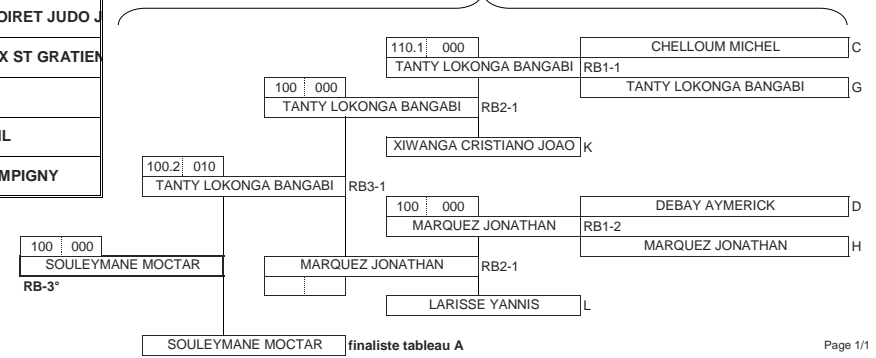 OIRET JUDO J
X ST GRATIEN
IL
MPIGNY
110.1 000
CHELLOUM MICHEL C
TANTY LOKONGA BANGABI RB1-1
100 000
TANTY LOKONGA BANGABI G
TANTY LOKONGA BANGABI RB2-1
XIWANGA CRISTIANO JOAO K
100.2 010
TANTY LOKONGA BANGABI RB3-1
100 000
DEBAY AYMERICK D
MARQUEZ JONATHAN RB1-2
100 000
MARQUEZ JONATHAN H
SOULEYMANE MOCTAR
MARQUEZ JONATHAN RB2-1
RB-3°
LARISSE YANNIS L
SOULEYMANE MOCTAR finaliste tableau A
Page 1/1